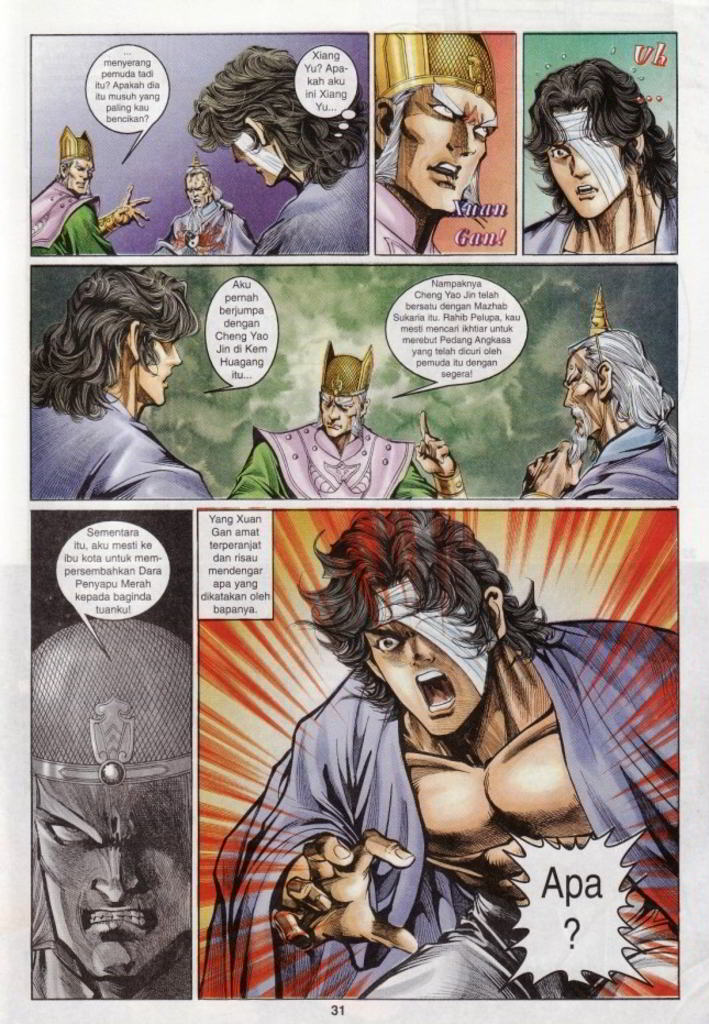 ...
menyerang
pemuda tadi
itu? Apakah dia
itu musuh yang
paling kau
bencikan?
Xiang
Yu? Apa-
kah aku
ini Xiang
Yu...
Xuan
Gan!
Uh
Aku
pernah
berjumpa
dengan
Cheng Yao
Jin di Kem
Huagang
itu...
Nampaknya
Cheng Yao Jin telah
bersatu dengan Mazhab
Sukaria itu. Rahib Pelupa, kau
mesti mencari ikhtiar untuk
merebut Pedang Angkasa
yang telah dicuri oleh
pemuda itu dengan
segera!
Sementara
itu, aku mesti ke
ibu kota untuk mem-
persembahkan Dara
Penyapu Merah
kepada baginda
tuanku!
Yang Xuan
Gan amat
terperanjat
dan risau
mendengar
apa yang
dikatakan oleh
bapanya.
Apa
?
31